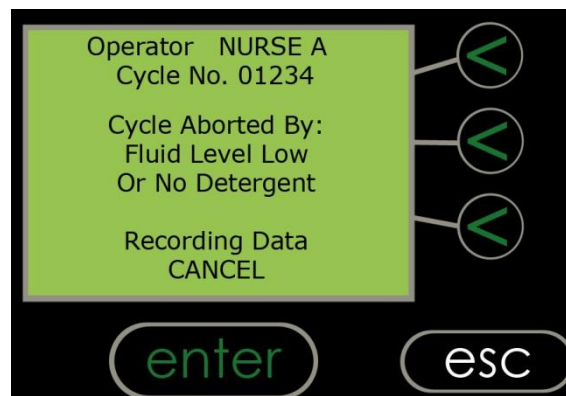 Operator NURSE A
Cycle No. 01234
Cycle Aborted By:
Fluid Level Low
Or No Detergent
Recording Data
CANCEL
<
<
<
enter
esc